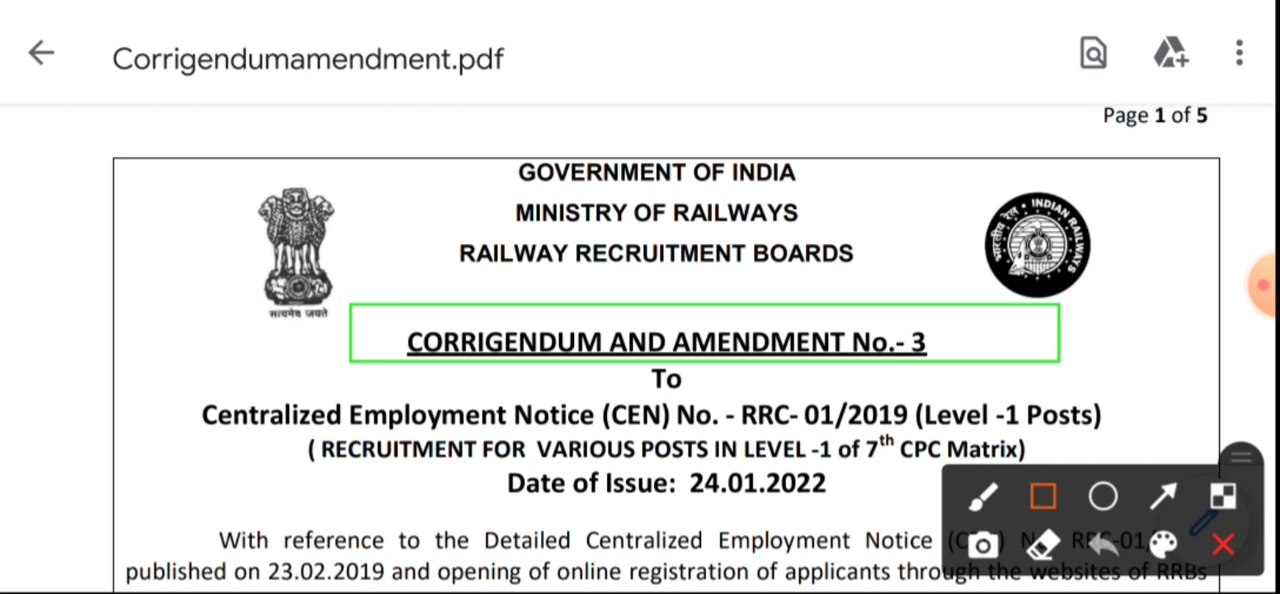 Corrigendumamendment.pdf
Page 1 of 5
GOVERNMENT OF INDIA
MINISTRY OF RAILWAYS
RAILWAY RECRUITMENT BOARDS
भारतीय रेल • INDIAN RAILWAYS
सत्यमेव जयते
CORRIGENDUM AND AMENDMENT No.- 3
To
Centralized Employment Notice (CEN) No. - RRC- 01/2019 (Level -1 Posts)
( RECRUITMENT FOR VARIOUS POSTS IN LEVEL -1 of 7th CPC Matrix)
Date of Issue: 24.01.2022
With reference to the Detailed Centralized Employment Notice
published on 23.02.2019 and opening of online registration of applicants through the websites of RRBs